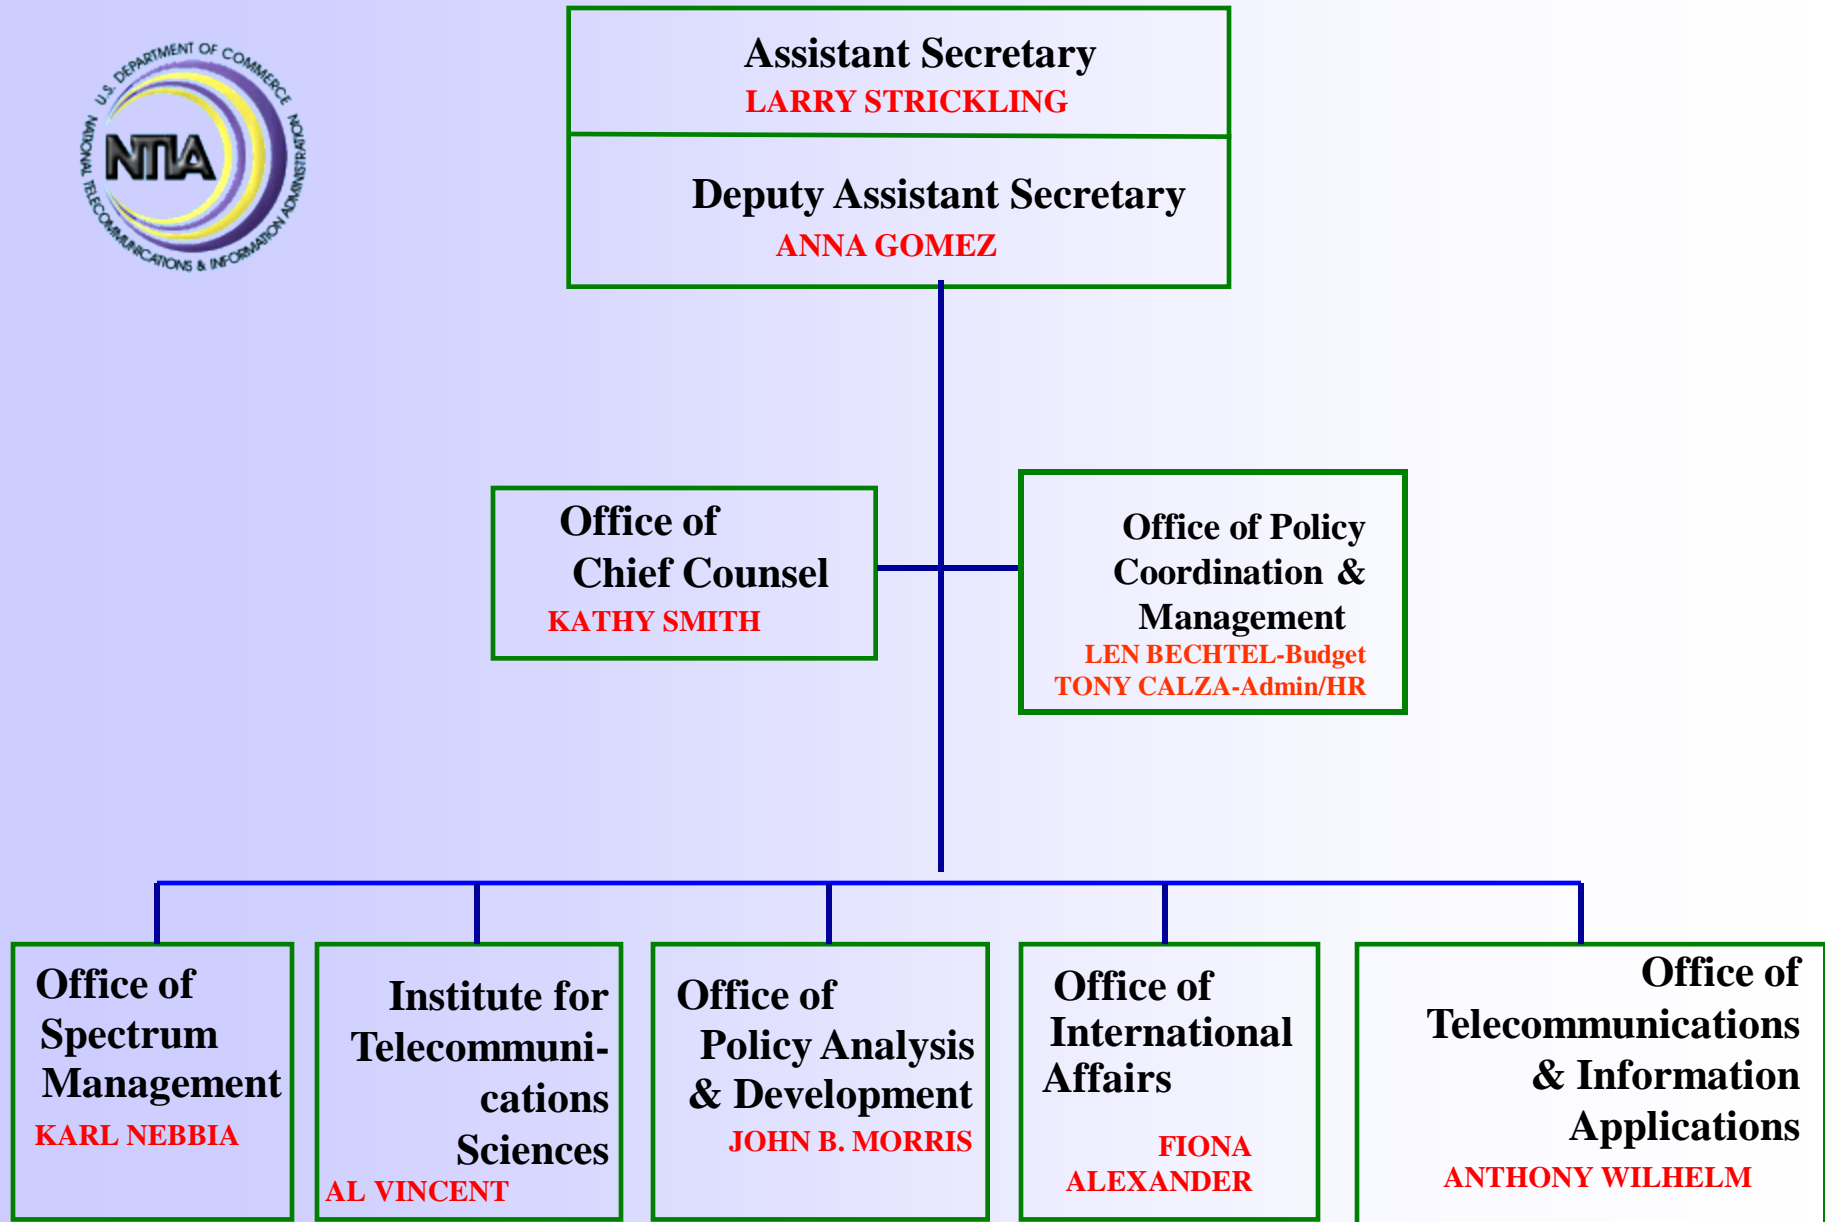 U.S. DEPARTMENT OF COMMERCE
NATIONAL TELECOMMUNICATIONS & INFORMATION ADMINISTRATION
NTIA
Assistant Secretary
LARRY STRICKLING
Deputy Assistant Secretary
ANNA GOMEZ
Office of
Chief Counsel
KATHY SMITH
Office of Policy
Coordination &
Management
LEN BECHTEL-Budget
TONY CALZA-Admin/HR
Office of
Spectrum
Management
KARL NEBBIA
Institute for
Telecommuni-
cations
Sciences
AL VINCENT
Office of
Policy Analysis
& Development
JOHN B. MORRIS
Office of
International
Affairs
FIONA
ALEXANDER
Office of
Telecommunications
& Information
Applications
ANTHONY WILHELM